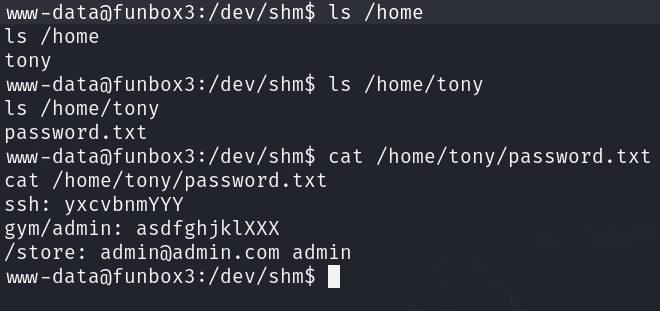 www-data@funbox3:/dev/shm$ ls /home
ls /home
tony
www-data@funbox3:/dev/shm$ ls /home/tony
ls /home/tony
password.txt
www-data@funbox3:/dev/shm$ cat /home/tony/password.txt
cat /home/tony/password.txt
ssh: yxcvbnmYYY
gym/admin: asdfghjklXXX
/store: admin@admin.com admin
www-data@funbox3:/dev/shm$